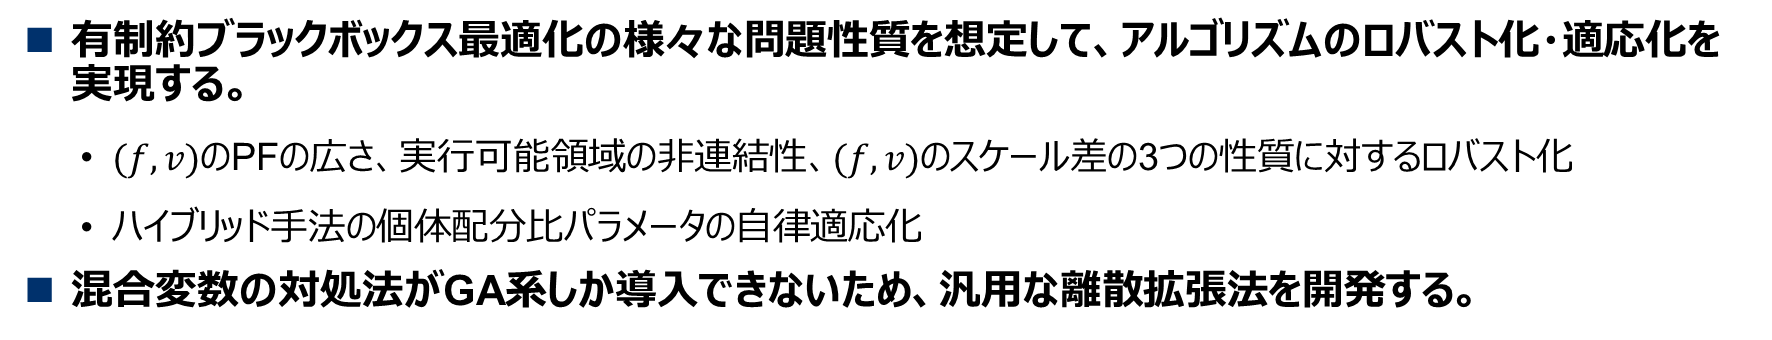 ■ 有制約ブラックボックス最適化の様々な問題性質を想定して、アルゴリズムのロバスト化・適応化を
実現する。
• (f, v)のPFの広さ、実行可能領域の非連結性、(f, v)のスケール差の3つの性質に対するロバスト化
• ハイブリッド手法の個体配分比パラメータの自律適応化
■ 混合変数の対処法がGA系しか導入できないため、汎用な離散拡張法を開発する。